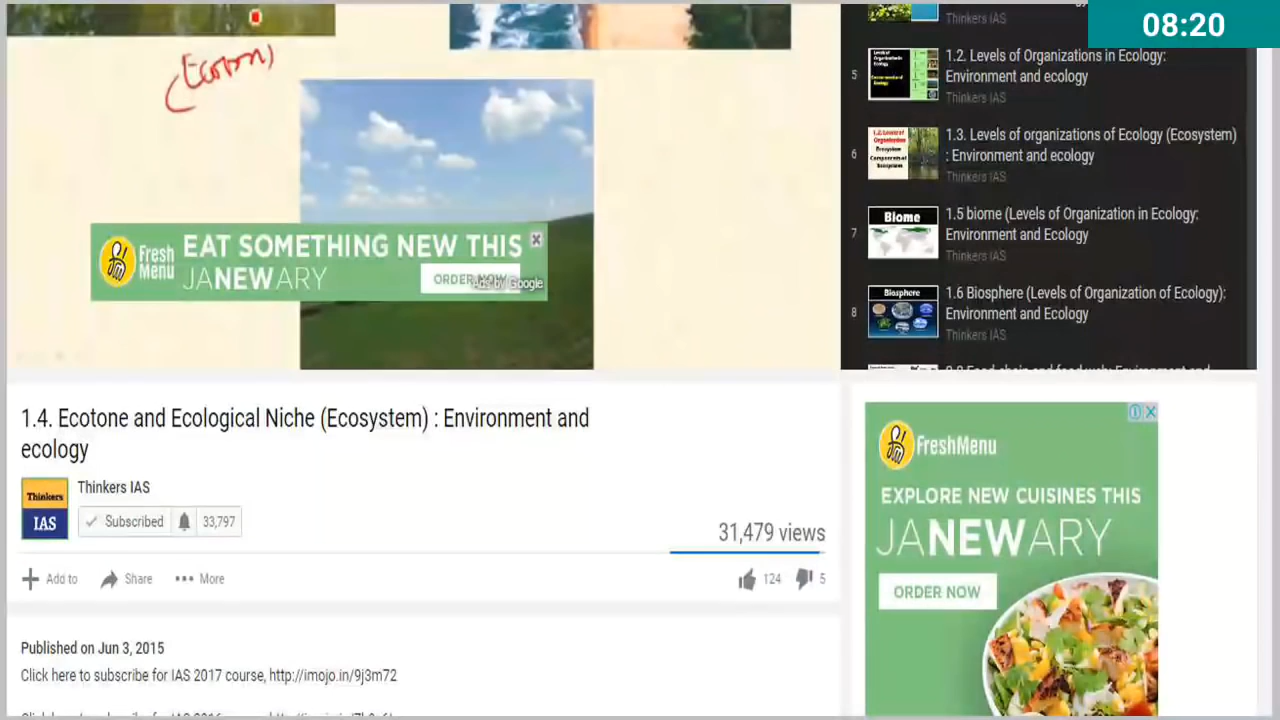 08:20
(Ecoton)
Fresh
Menu
EAT SOMETHING NEW THIS
JANEWARY
ORDER NOW
Ads by Google
Thinkers IAS
5
1.2. Levels of Organizations in Ecology:
Environment and ecology
Thinkers IAS
6
1.3. Levels of organizations of Ecology (Ecosystem)
: Environment and ecology
Thinkers IAS
7
Biome
1.5 biome (Levels of Organization in Ecology:
Environment and Ecology
Thinkers IAS
8
Biosphere
1.6 Biosphere (Levels of Organization of Ecology):
Environment and Ecology
Thinkers IAS
1.4. Ecotone and Ecological Niche (Ecosystem) : Environment and
ecology
Thinkers
IAS
Thinkers IAS
Subscribed
33,797
31,479 views
Add to
Share
More
124
5
Published on Jun 3, 2015
Click here to subscribe for IAS 2017 course, http://imojo.in/9j3m72
FreshMenu
EXPLORE NEW CUISINES THIS
JANEWARY
ORDER NOW